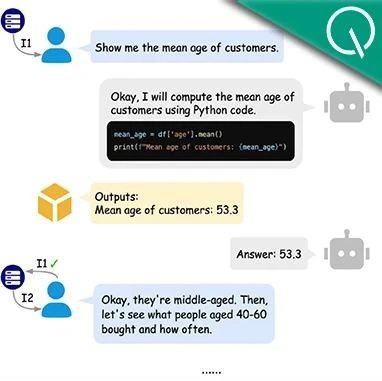 I1
Show me the mean age of customers.
Okay, I will compute the mean age of
customers using Python code.
mean_age = df['age'].mean()
print(f"Mean age of customers: {mean_age}")
Outputs:
Mean age of customers: 53.3
Answer: 53.3
I1 ✓
I2
Okay, they're middle-aged. Then,
let's see what people aged 40-60
bought and how often.
......